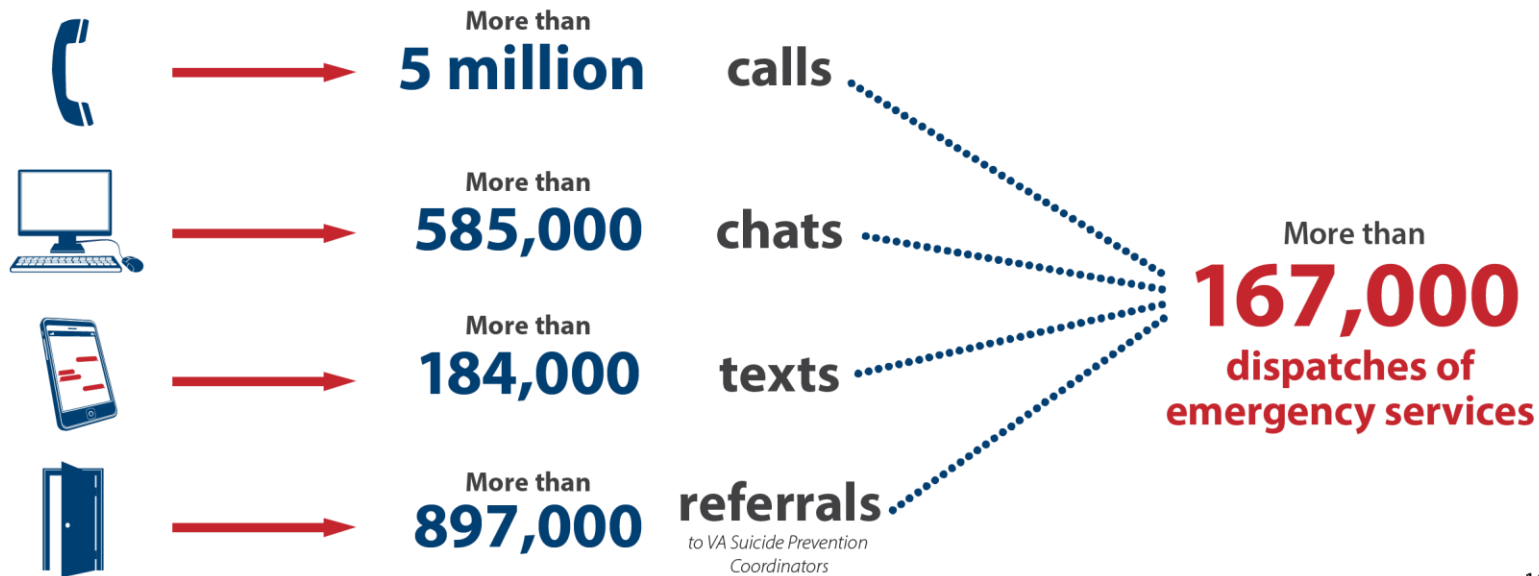 More than
5 million calls
More than
585,000 chats
More than
184,000 texts
More than
897,000 referrals
to VA Suicide Prevention
Coordinators
More than
167,000
dispatches of
emergency services